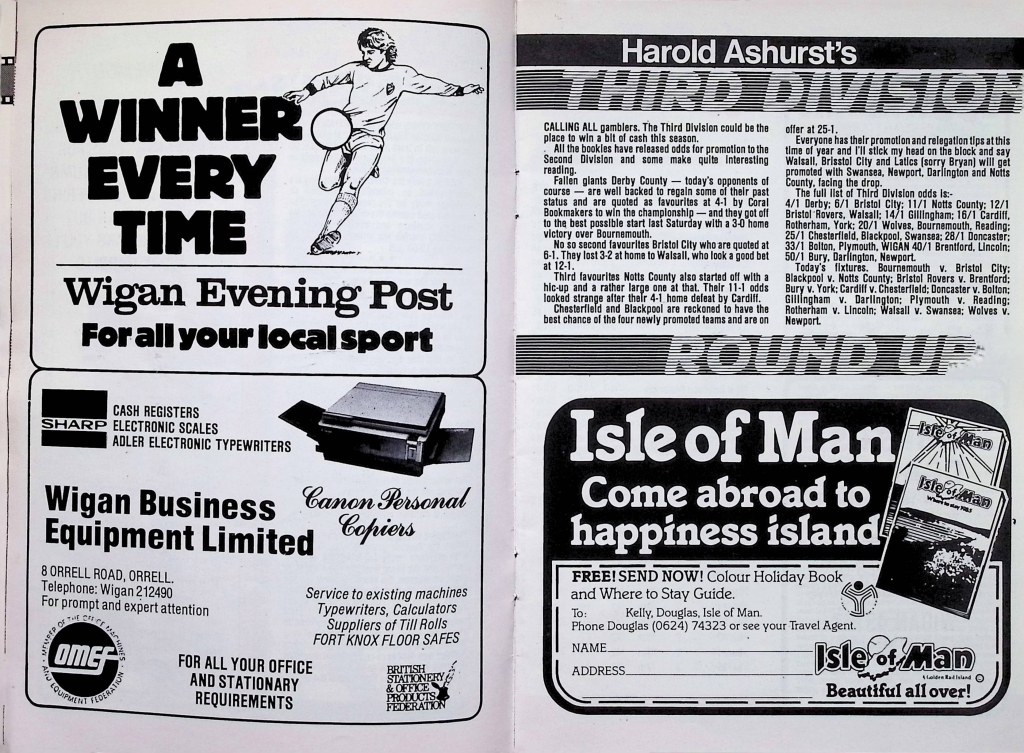 A
WINNER
EVERY
TIME
Wigan Evening Post
For all your local sport
SHARP
CASH REGISTERS
ELECTRONIC SCALES
ADLER ELECTRONIC TYPEWRITERS
Wigan Business
Equipment Limited
Canon Personal
Copiers
8 ORRELL ROAD, ORRELL.
Telephone: Wigan 212490
For prompt and expert attention
Service to existing machines
Typewriters, Calculators
Suppliers of Till Rolls
FORT KNOX FLOOR SAFES
MEMBER OF THE OFFICE MACHINES
OMEF
AND EQUIPMENT FEDERATION
FOR ALL YOUR OFFICE
AND STATIONARY
REQUIREMENTS
BRITISH
STATIONERY
& OFFICE
PRODUCTS
FEDERATION
Harold Ashurst's
THIRD DIVISION
CALLING ALL gamblers. The Third Division could be the
place to win a bit of cash this season.
All the bookies have released odds for promotion to the
Second Division and some make quite interesting
reading.
Fallen giants Derby County — today's opponents of
course — are well backed to regain some of their past
status and are quoted as favourites at 4-1 by Coral
Bookmakers to win the championship — and they got off
to the best possible start last Saturday with a 3-0 home
victory over Bournemouth.
No so second favourites Bristol City who are quoted at
6-1. They lost 3-2 at home to Walsall, who look a good bet
at 12-1.
Third favourites Notts County also started off with a
hic-up and a rather large one at that. Their 11-1 odds
looked strange after their 4-1 home defeat by Cardiff.
Chesterfield and Blackpool are reckoned to have the
best chance of the four newly promoted teams and are on
offer at 25-1.
Everyone has their promotion and relegation tips at this
time of year and I'll stick my head on the block and say
Walsall, Brisstol City and Latics (sorry Bryan) will get
promoted with Swansea, Newport, Darlington and Notts
County, facing the drop.
The full list of Third Division odds is:-
4/1 Derby; 6/1 Bristol City; 11/1 Notts County; 12/1
Bristol Rovers, Walsall; 14/1 Gillingham; 16/1 Cardiff,
Rotherham, York; 20/1 Wolves, Bournemouth, Reading;
25/1 Chesterfield, Blackpool, Swansea; 28/1 Doncaster;
33/1 Bolton, Plymouth, WIGAN 40/1 Brentford, Lincoln;
50/1 Bury, Darlington, Newport.
Today's fixtures. Bournemouth v. Bristol City;
Blackpool v. Notts County; Bristol Rovers v. Brentford;
Bury v. York; Cardiff v. Chesterfield; Doncaster v. Bolton;
Gillingham v. Darlington; Plymouth v. Reading;
Rotherham v. Lincoln; Walsall v. Swansea; Wolves v.
Newport.
ROUND UP
Isle of Man
Come abroad to
happiness island
Isle of Man
Isle of Man
Where to stay 1985
FREE! SEND NOW! Colour Holiday Book
and Where to Stay Guide.
To: Kelly, Douglas, Isle of Man.
Phone Douglas (0624) 74323 or see your Travel Agent.
NAME
ADDRESS
Isle of Man
Beautiful all over!